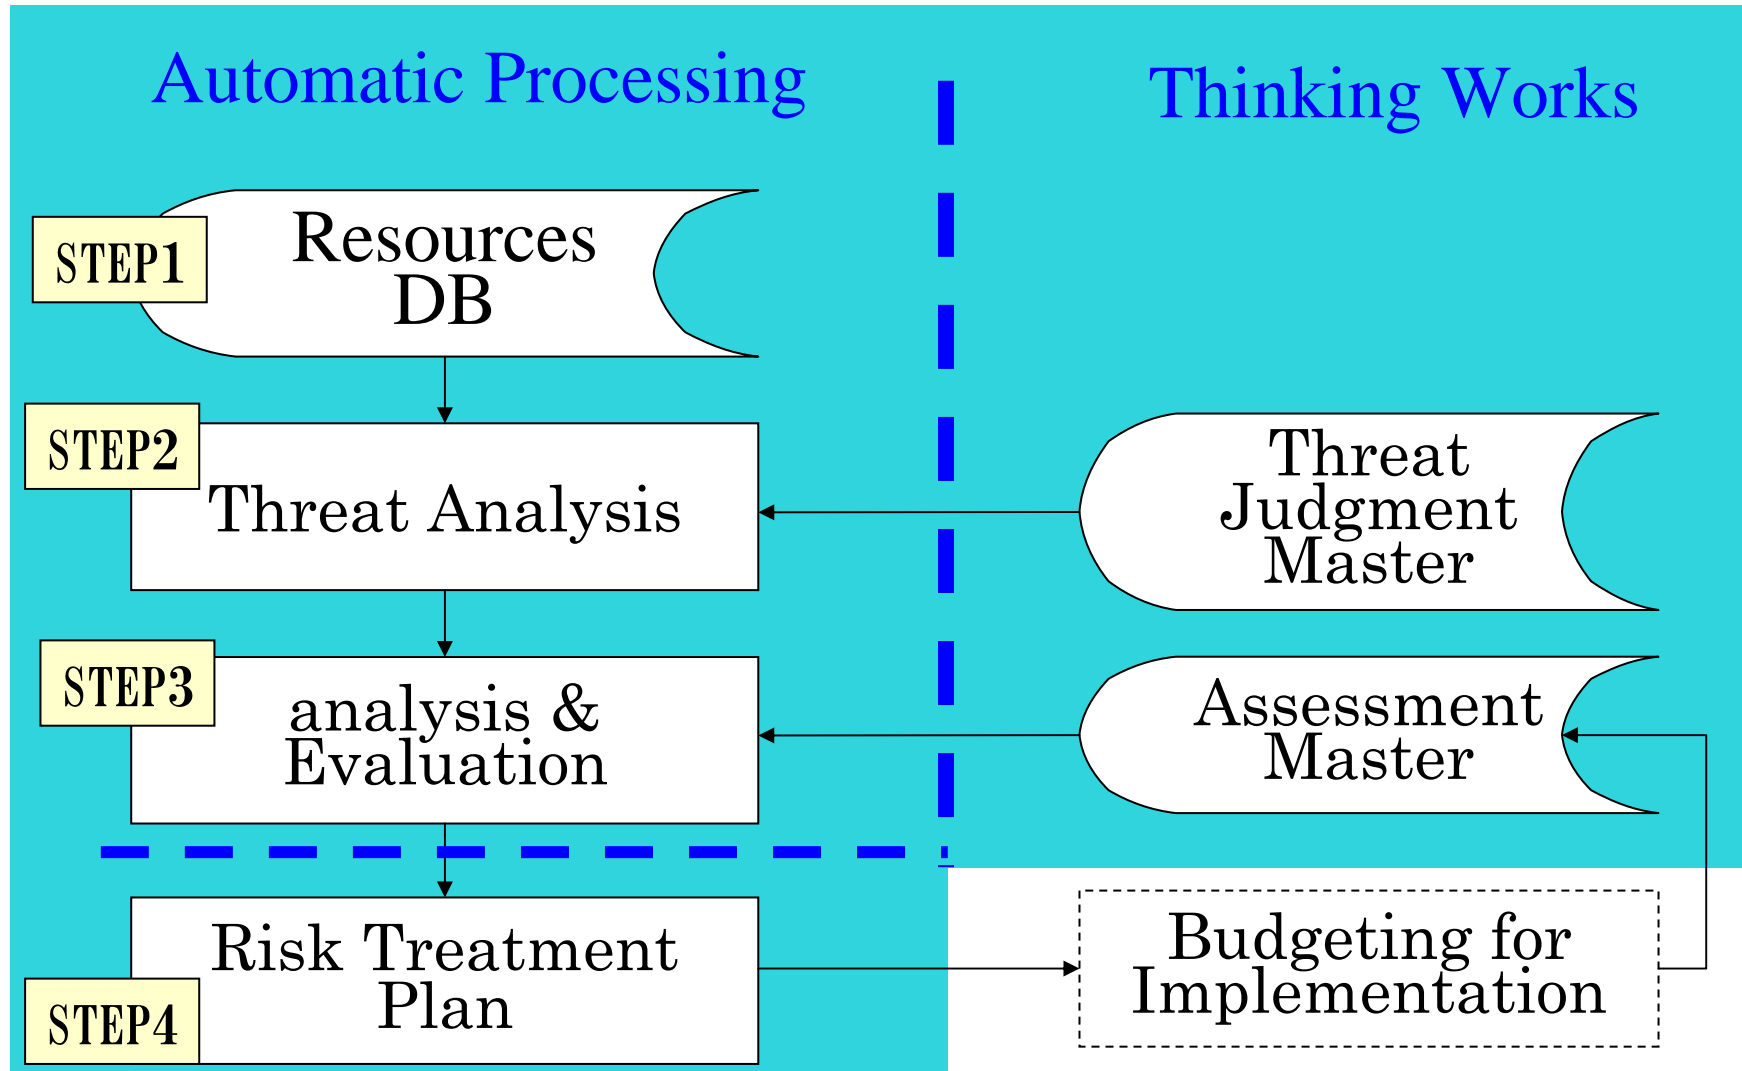 Automatic Processing
Thinking Works
STEP1
Resources
DB
STEP2
Threat Analysis
Threat
Judgment
Master
STEP3
analysis &
Evaluation
Assessment
Master
Risk Treatment
Plan
STEP4
Budgeting for
Implementation